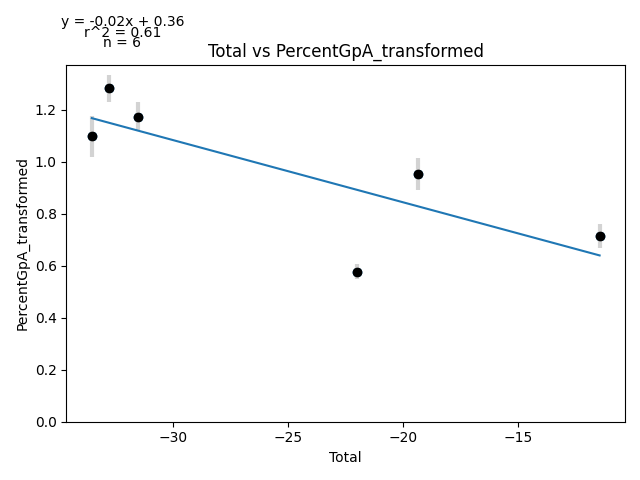 y = -0.02x + 0.36
r^2 = 0.61
n = 6
Total vs PercentGpA_transformed
PercentGpA_transformed
1.2
1.0
0.8
0.6
0.4
0.2
0.0
−30
−25
−20
−15
Total